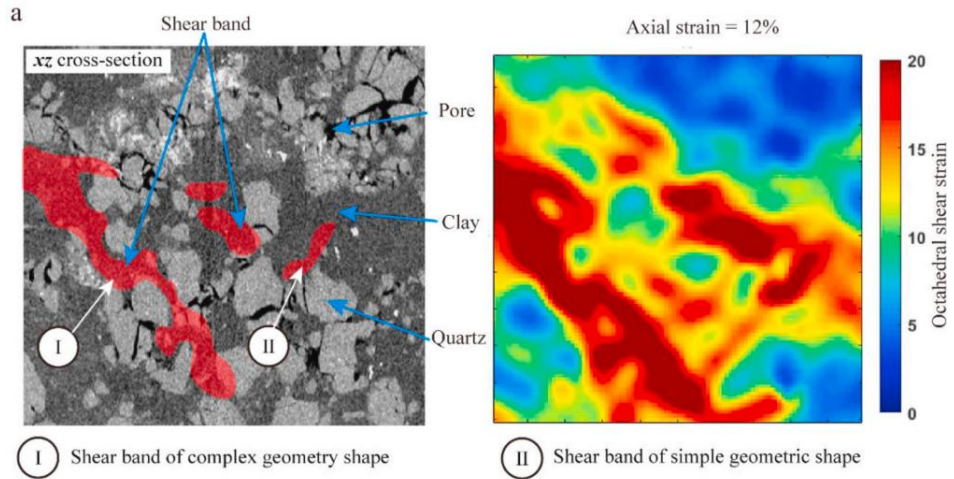 a
Shear band
Axial strain = 12%
xz cross-section
Pore
Clay
Quartz
I
II
20
15
10
5
0
Octahedral shear strain
I Shear band of complex geometry shape
II Shear band of simple geometric shape